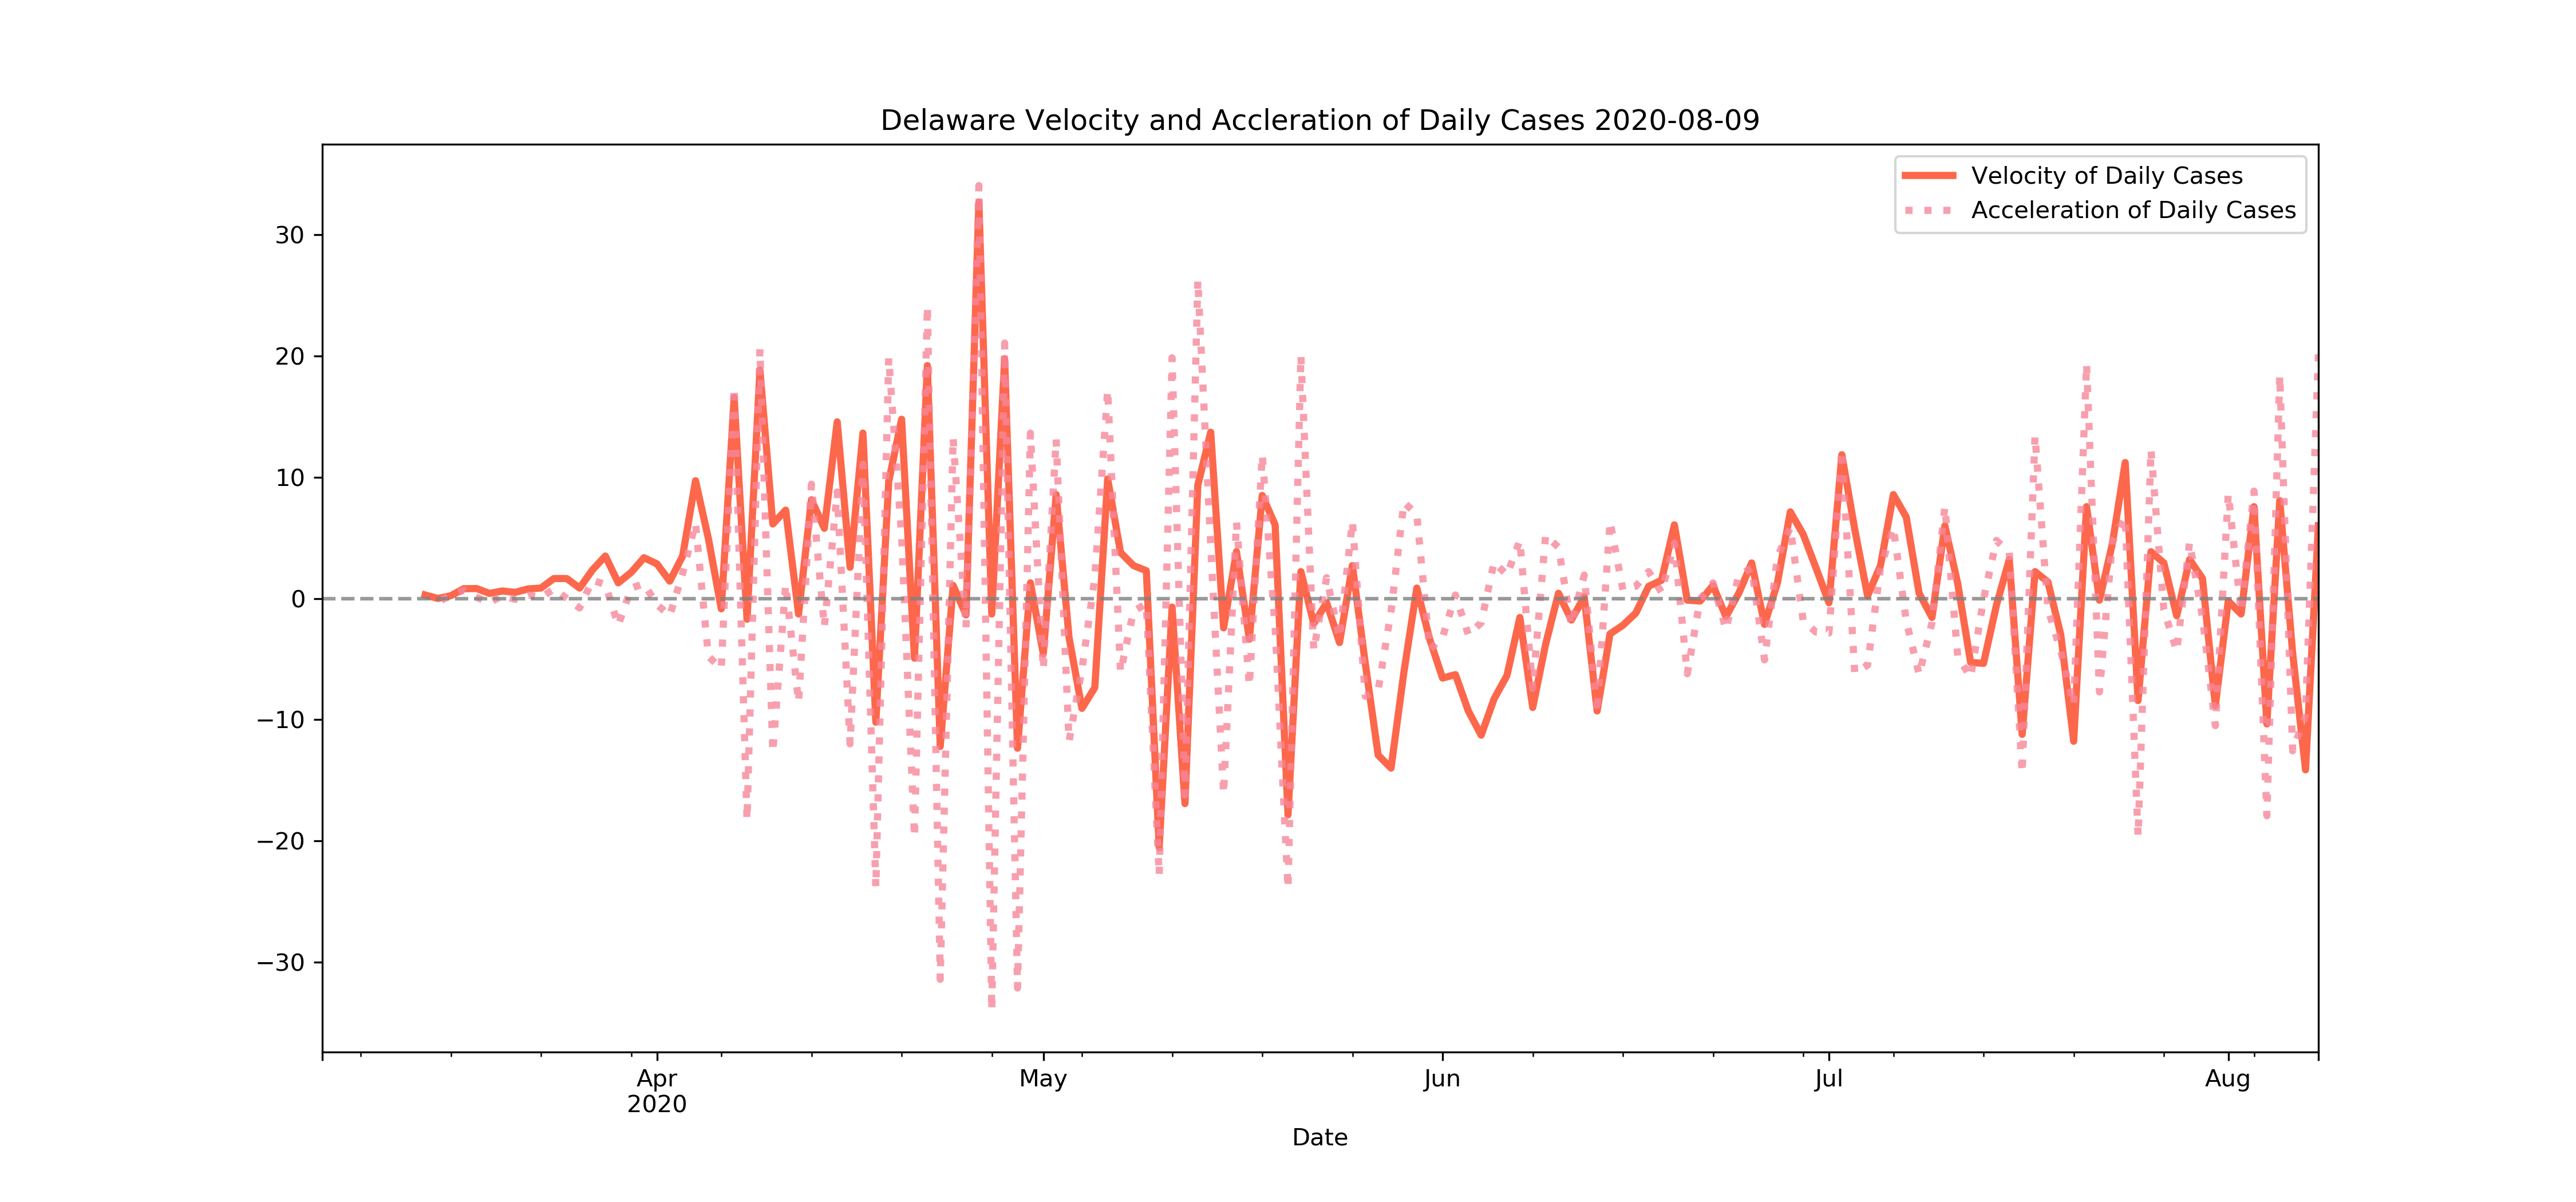 Delaware Velocity and Accleration of Daily Cases 2020-08-09
Velocity of Daily Cases
Acceleration of Daily Cases
30
20
10
0
−10
−20
−30
Apr
2020
May
Jun
Jul
Aug
Date